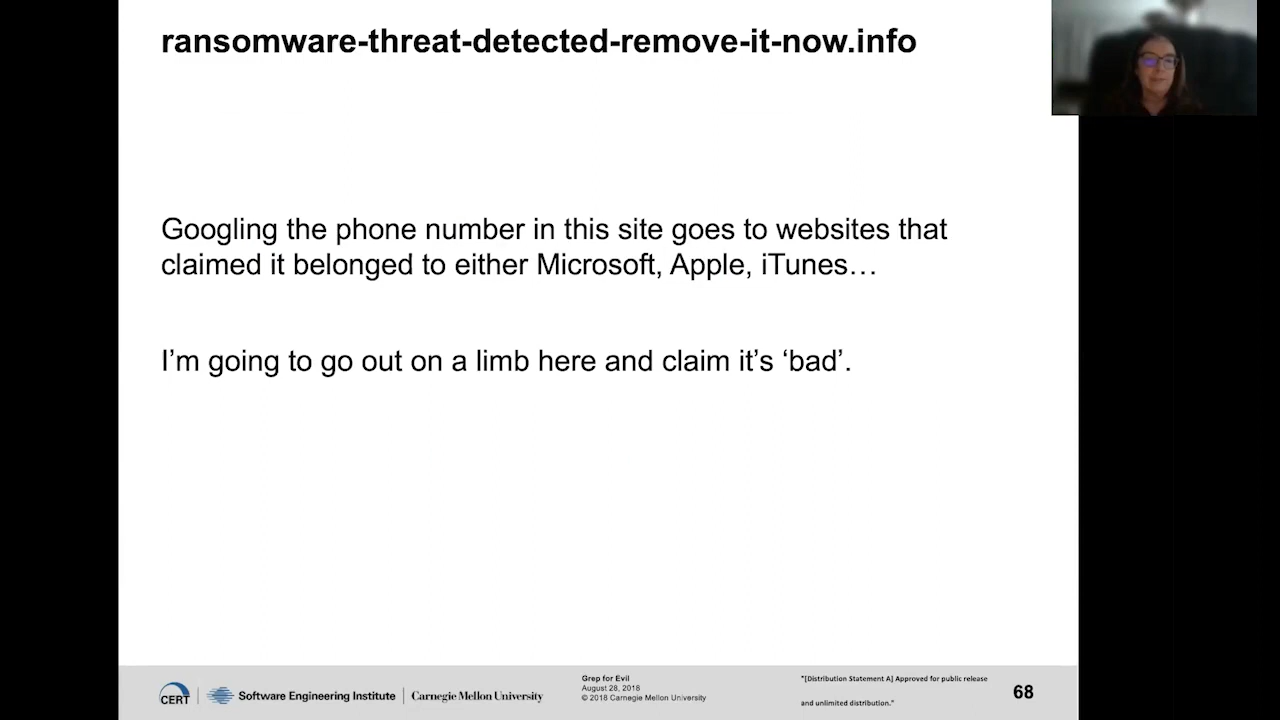 ransomware-threat-detected-remove-it-now.info
Googling the phone number in this site goes to websites that
claimed it belonged to either Microsoft, Apple, iTunes…
I’m going to go out on a limb here and claim it’s ‘bad’.
CERT
Software Engineering Institute
Carnegie Mellon University
Grep for Evil
August 28, 2018
© 2018 Carnegie Mellon University
"[Distribution Statement A] Approved for public release
and unlimited distribution."
68